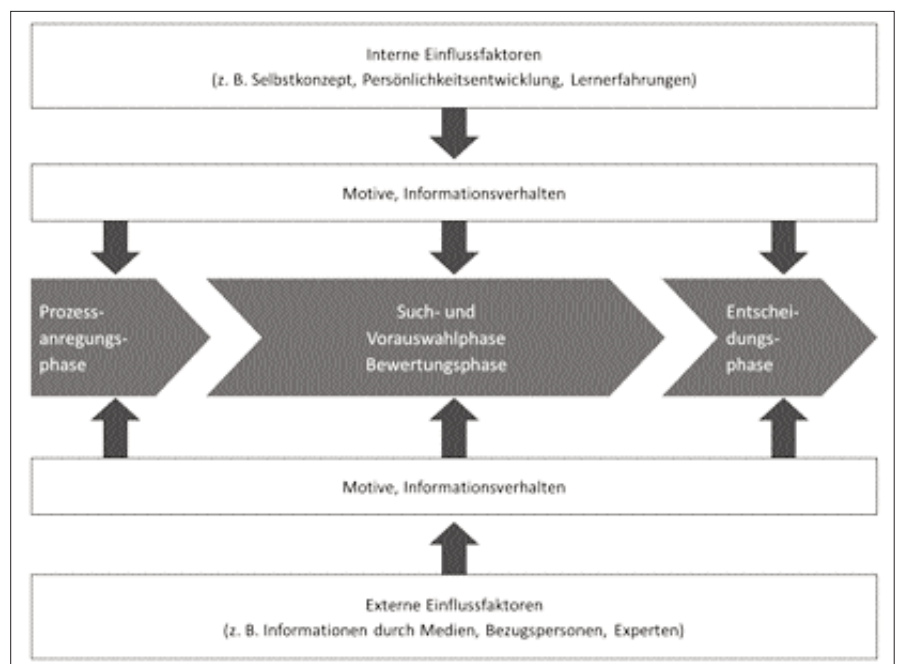 Interne Einflussfaktoren
(z. B. Selbstkonzept, Persönlichkeitsentwicklung, Lernerfahrungen)
Motive, Informationsverhalten
Prozess-
anregungs-
phase
Such- und
Vorauswahlphase
Bewertungsphase
Entschei-
dungs-
phase
Motive, Informationsverhalten
Externe Einflussfaktoren
(z. B. Informationen durch Medien, Bezugspersonen, Experten)